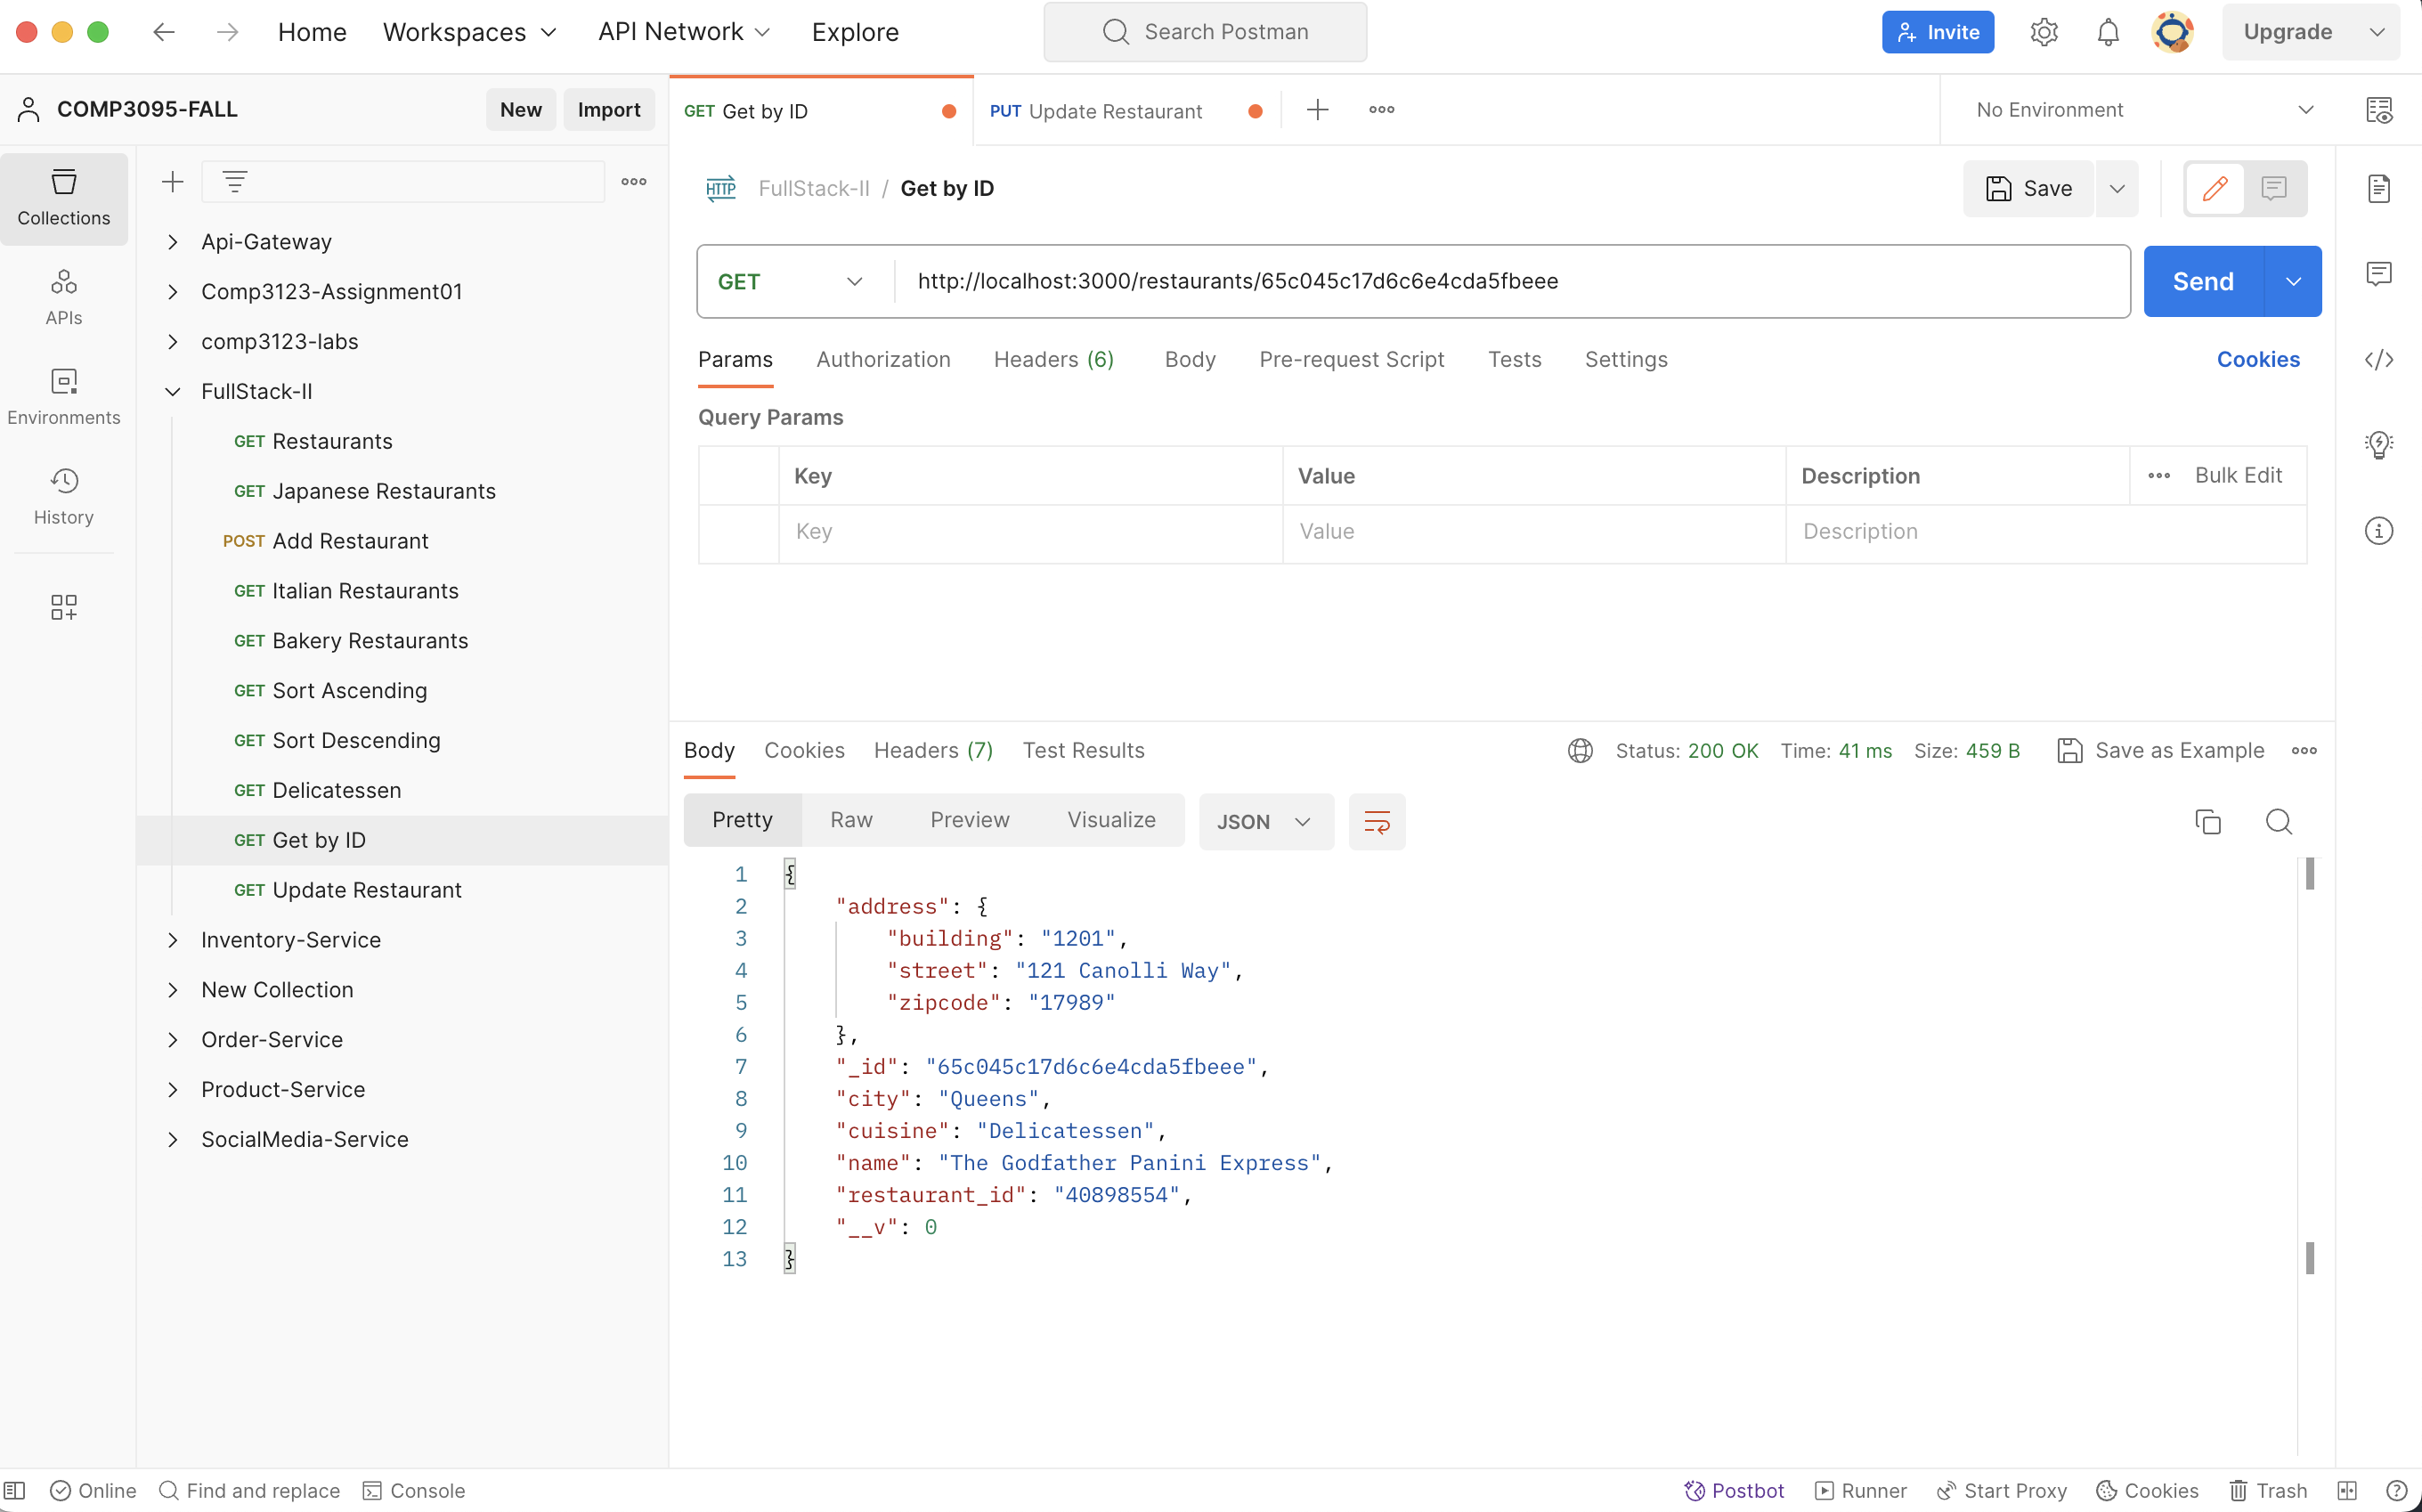 Home Workspaces API Network Explore Search Postman Invite Upgrade
COMP3095-FALL New Import
GET Get by ID PUT Update Restaurant No Environment
Collections
APIs
Environments
History
Api-Gateway
Comp3123-Assignment01
comp3123-labs
FullStack-II
GET Restaurants
GET Japanese Restaurants
POST Add Restaurant
GET Italian Restaurants
GET Bakery Restaurants
GET Sort Ascending
GET Sort Descending
GET Delicatessen
GET Get by ID
GET Update Restaurant
Inventory-Service
New Collection
Order-Service
Product-Service
SocialMedia-Service
HTTP FullStack-II / Get by ID Save
GET http://localhost:3000/restaurants/65c045c17d6c6e4cda5fbeee Send
Params Authorization Headers (6) Body Pre-request Script Tests Settings Cookies
Query Params
Key Value Description Bulk Edit
Key Value Description
Body Cookies Headers (7) Test Results Status: 200 OK Time: 41 ms Size: 459 B Save as Example
Pretty Raw Preview Visualize JSON
1 {
2 "address": {
3 "building": "1201",
4 "street": "121 Canolli Way",
5 "zipcode": "17989"
6 },
7 "_id": "65c045c17d6c6e4cda5fbeee",
8 "city": "Queens",
9 "cuisine": "Delicatessen",
10 "name": "The Godfather Panini Express",
11 "restaurant_id": "40898554",
12 "__v": 0
13 }
Online Find and replace Console Postbot Runner Start Proxy Cookies Trash